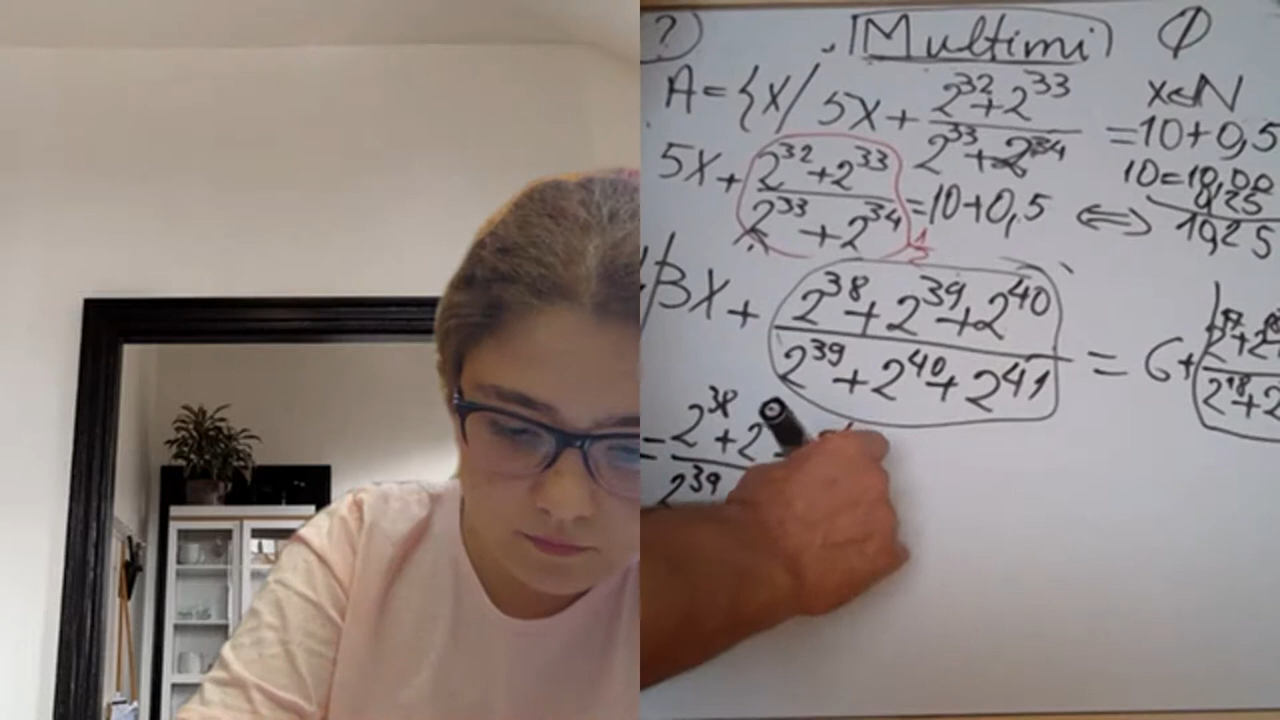 ?) Multimi Φ
A={x/ 5x+ (2^32+2^33)/(2^33+2^34) =10+0,5 x∈N
5x+ (2^32+2^33)/(2^33+2^34) =10+0,5 ⇔
10=10,00
0,25
10,25
/3x+ (2^38+2^39+2^40)/(2^39+2^40+2^41) = 6+
= 2^38+2
2^39